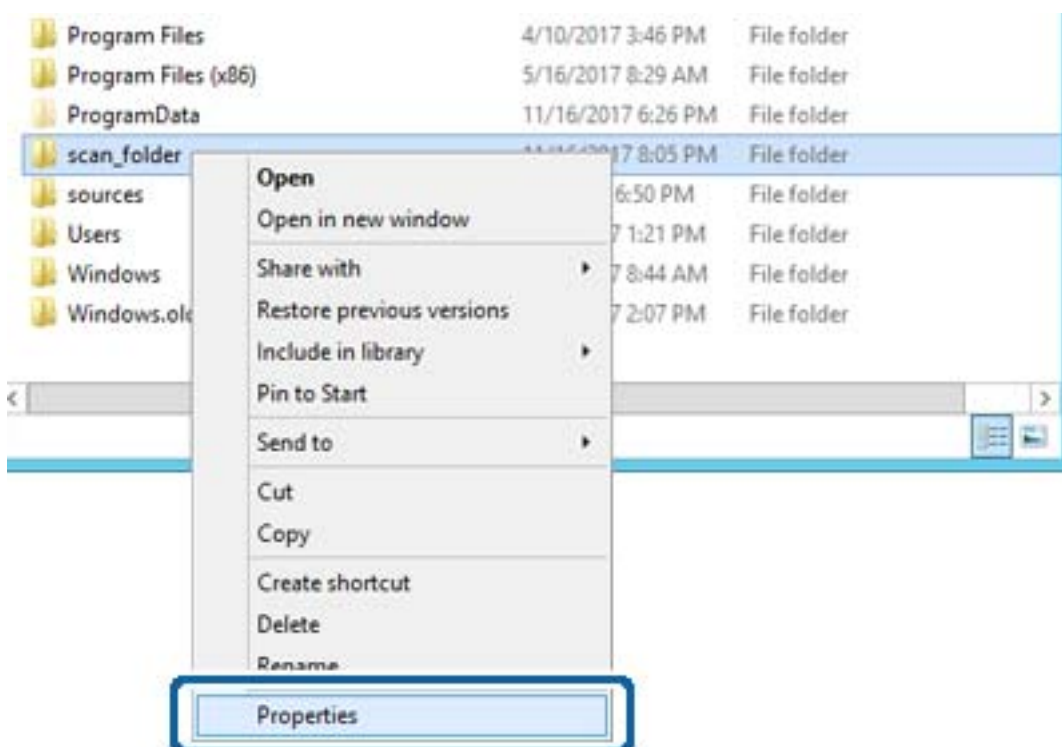 Program Files 4/10/2017 3:46 PM File folder
Program Files (x86) 5/16/2017 8:29 AM File folder
ProgramData 11/16/2017 6:26 PM File folder
scan_folder 7 8:05 PM File folder
sources 6:50 PM File folder
Users 7 1:21 PM File folder
Windows 7 8:44 AM File folder
Windows.old 7 2:07 PM File folder
Open
Open in new window
Share with
Restore previous versions
Include in library
Pin to Start
Send to
Cut
Copy
Create shortcut
Delete
Rename
Properties